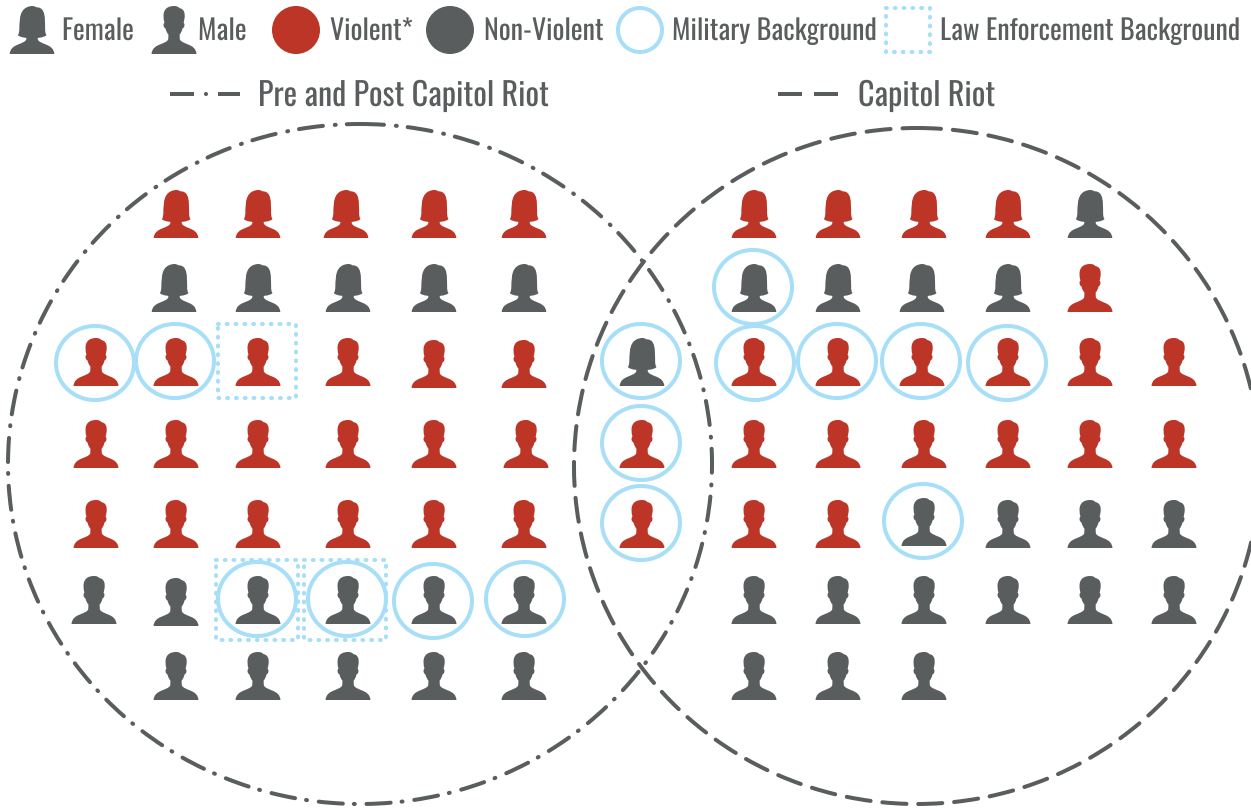 Female Male Violent* Non-Violent Military Background Law Enforcement Background
Pre and Post Capitol Riot Capitol Riot